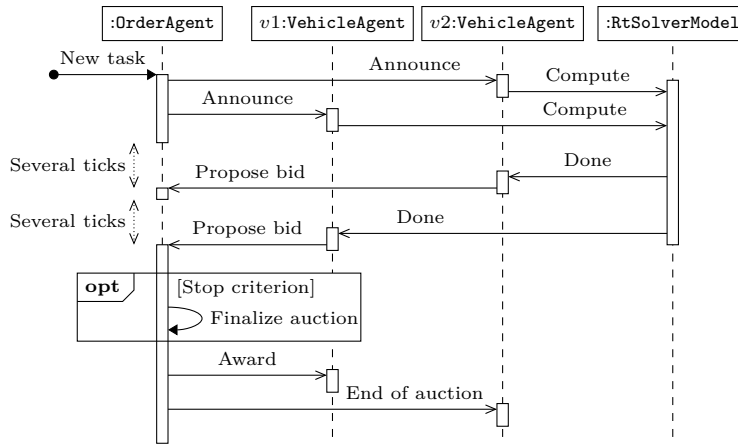 :OrderAgent
v1:VehicleAgent
v2:VehicleAgent
:RtSolverModel
New task
Announce
Compute
Announce
Compute
Several ticks
Done
Propose bid
Several ticks
Done
Propose bid
opt
[Stop criterion]
Finalize auction
Award
End of auction